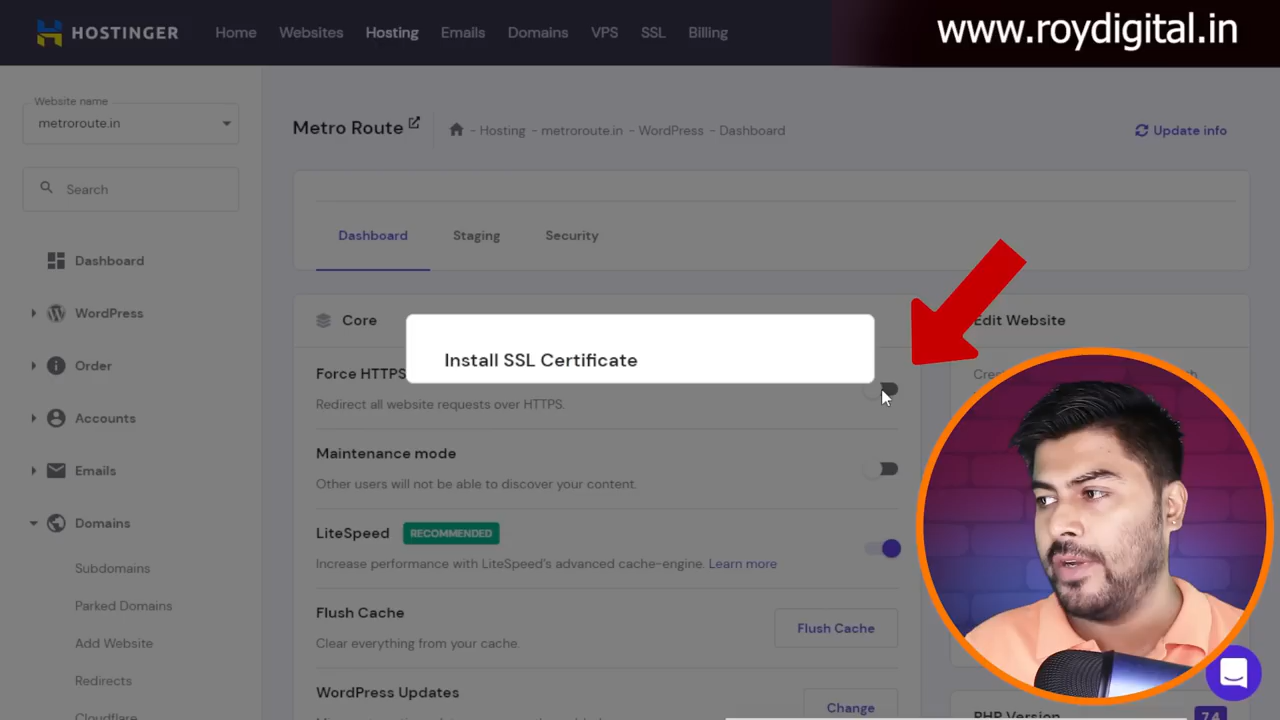 HOSTINGER
Home Websites Hosting Emails Domains VPS SSL Billing
www.roydigital.in
Website name
metroroute.in
Search
Dashboard
WordPress
Order
Accounts
Emails
Domains
Subdomains
Parked Domains
Add Website
Redirects
Cloudflare
Metro Route
- Hosting - metroroute.in - WordPress - Dashboard
Update info
Dashboard Staging Security
Core
Install SSL Certificate
Force HTTPS
Redirect all website requests over HTTPS.
Maintenance mode
Other users will not be able to discover your content.
LiteSpeed RECOMMENDED
Increase performance with LiteSpeed's advanced cache-engine. Learn more
Flush Cache
Clear everything from your cache.
Flush Cache
WordPress Updates
Change
Edit Website
PHP Version 7.4